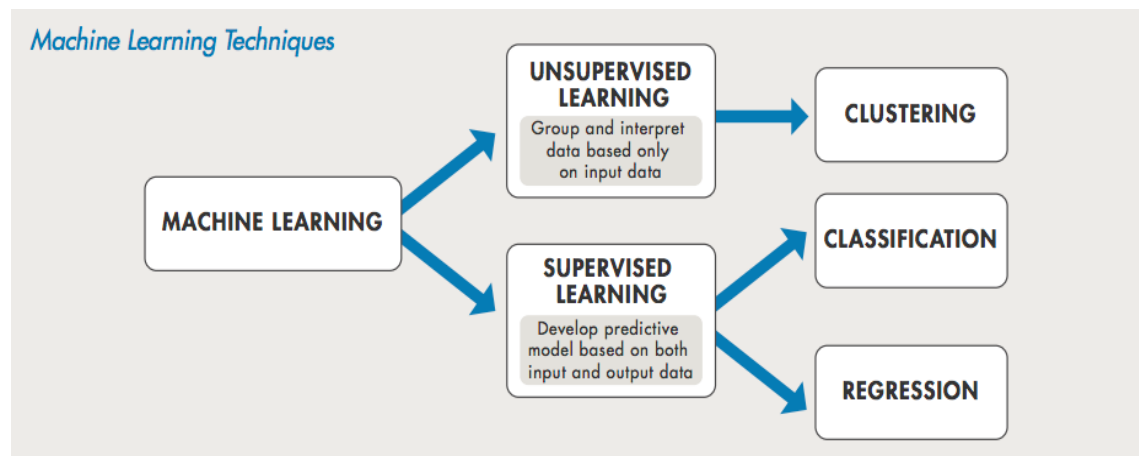 Machine Learning Techniques
MACHINE LEARNING
UNSUPERVISED
LEARNING
Group and interpret
data based only
on input data
CLUSTERING
SUPERVISED
LEARNING
Develop predictive
model based on both
input and output data
CLASSIFICATION
REGRESSION